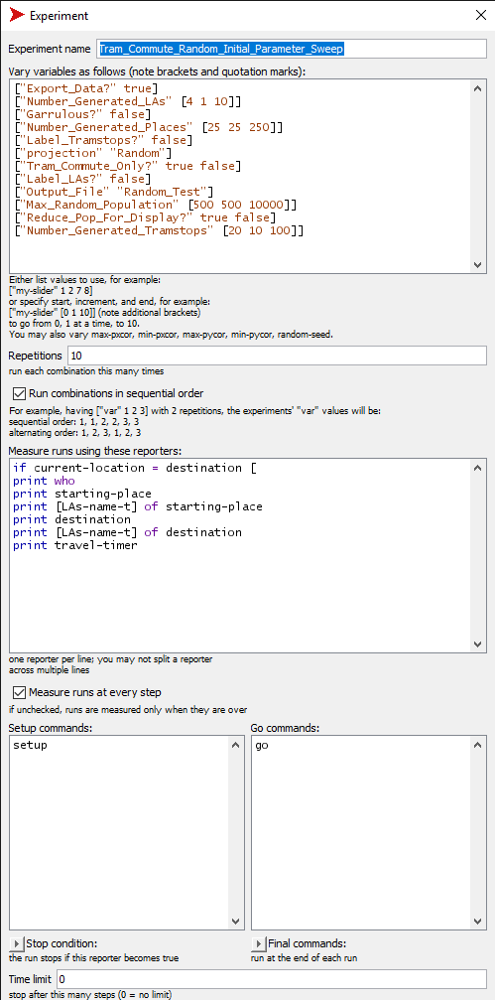 Experiment
Experiment name Tram_Commute_Random_Initial_Parameter_Sweep
Vary variables as follows (note brackets and quotation marks):
["Export_Data?" true]
["Number_Generated_LAs" [4 1 10]]
["Garrulous?" false]
["Number_Generated_Places" [25 25 250]]
["Label_Tramstops?" false]
["projection" "Random"]
["Tram_Commute_Only?" true false]
["Label_LAs?" false]
["Output_File" "Random_Test"]
["Max_Random_Population" [500 500 10000]]
["Reduce_Pop_For_Display?" true false]
["Number_Generated_Tramstops" [20 10 100]]
Either list values to use, for example:
["my-slider" 1 2 7 8]
or specify start, increment, and end, for example:
["my-slider" [0 1 10]] (note additional brackets)
to go from 0, 1 at a time, to 10.
You may also vary max-pxcor, min-pxcor, max-pycor, min-pycor, random-seed.
Repetitions 10
run each combination this many times
Run combinations in sequential order
For example, having ["var" 1 2 3] with 2 repetitions, the experiments' "var" values will be:
sequential order: 1, 1, 2, 2, 3, 3
alternating order: 1, 2, 3, 1, 2, 3
Measure runs using these reporters:
if current-location = destination [
print who
print starting-place
print [LAs-name-t] of starting-place
print destination
print [LAs-name-t] of destination
print travel-timer
one reporter per line; you may not split a reporter
across multiple lines
Measure runs at every step
if unchecked, runs are measured only when they are over
Setup commands: Go commands:
setup go
Stop condition: Final commands:
the run stops if this reporter becomes true run at the end of each run
Time limit 0
stop after this many steps (0 = no limit)